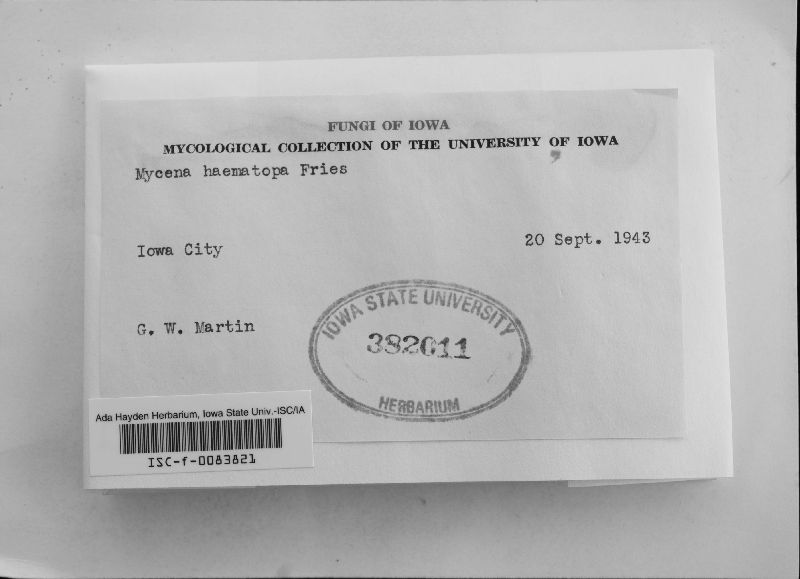 FUNGI OF IOWA
MYCOLOGICAL COLLECTION OF THE UNIVERSITY OF IOWA
Mycena haematopa Fries
Iowa City
20 Sept. 1943
G. W. Martin
IOWA STATE UNIVERSITY
382011
HERBARIUM
Ada Hayden Herbarium, Iowa State Univ.-ISC/IA
ISC-f-0083821